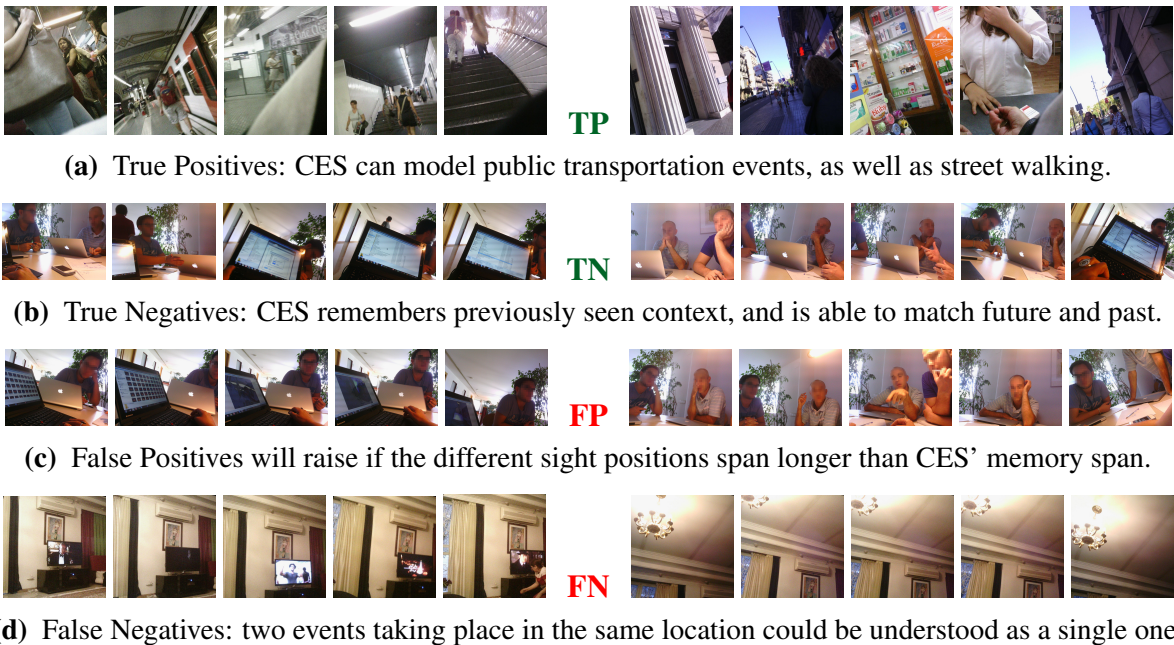 TP
(a) True Positives: CES can model public transportation events, as well as street walking.
TN
(b) True Negatives: CES remembers previously seen context, and is able to match future and past.
FP
(c) False Positives will raise if the different sight positions span longer than CES’ memory span.
FN
d) False Negatives: two events taking place in the same location could be understood as a single one